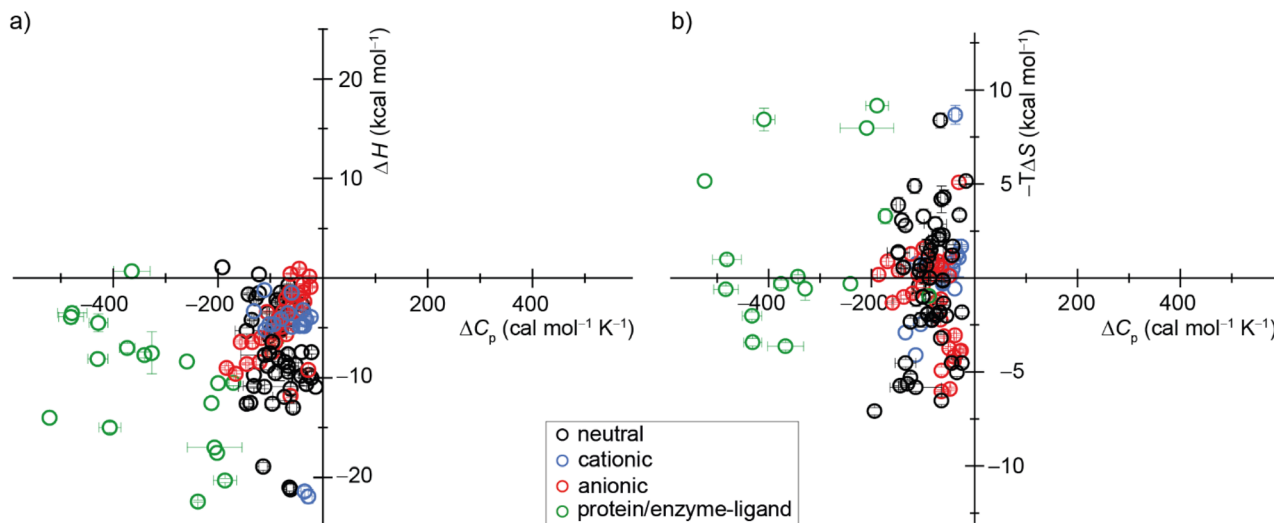 a)
ΔH (kcal mol⁻¹)
20
10
−400
−200
200
400
ΔCp (cal mol⁻¹ K⁻¹)
−10
−20
b)
−TΔS (kcal mol⁻¹)
10
5
−400
−200
200
400
ΔCp (cal mol⁻¹ K⁻¹)
−5
−10
neutral
cationic
anionic
protein/enzyme-ligand